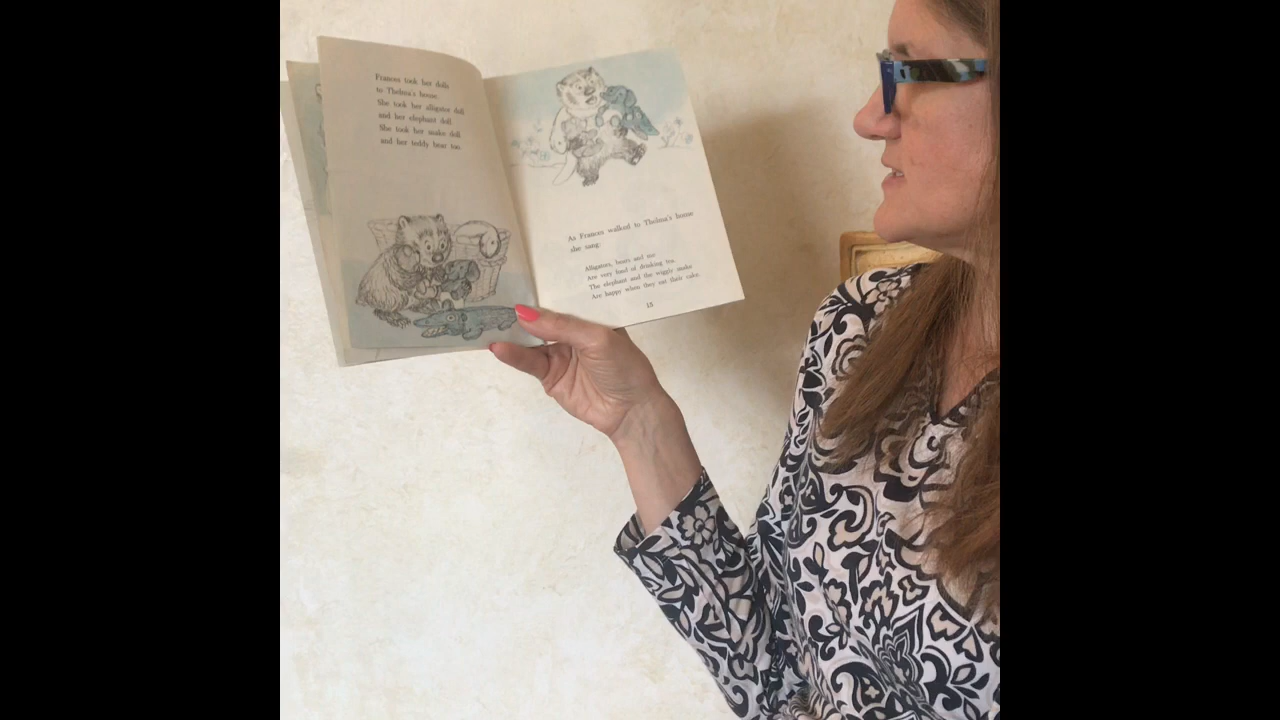 Frances took her dolls
to Thelma's house.
She took her alligator doll
and her elephant doll.
She took her snake doll
and her teddy bear too.
As Frances walked to Thelma's house
she sang:
Alligators, bears and me
Are very fond of drinking tea.
The elephant and the wiggly snake
Are happy when they eat their cake.
13